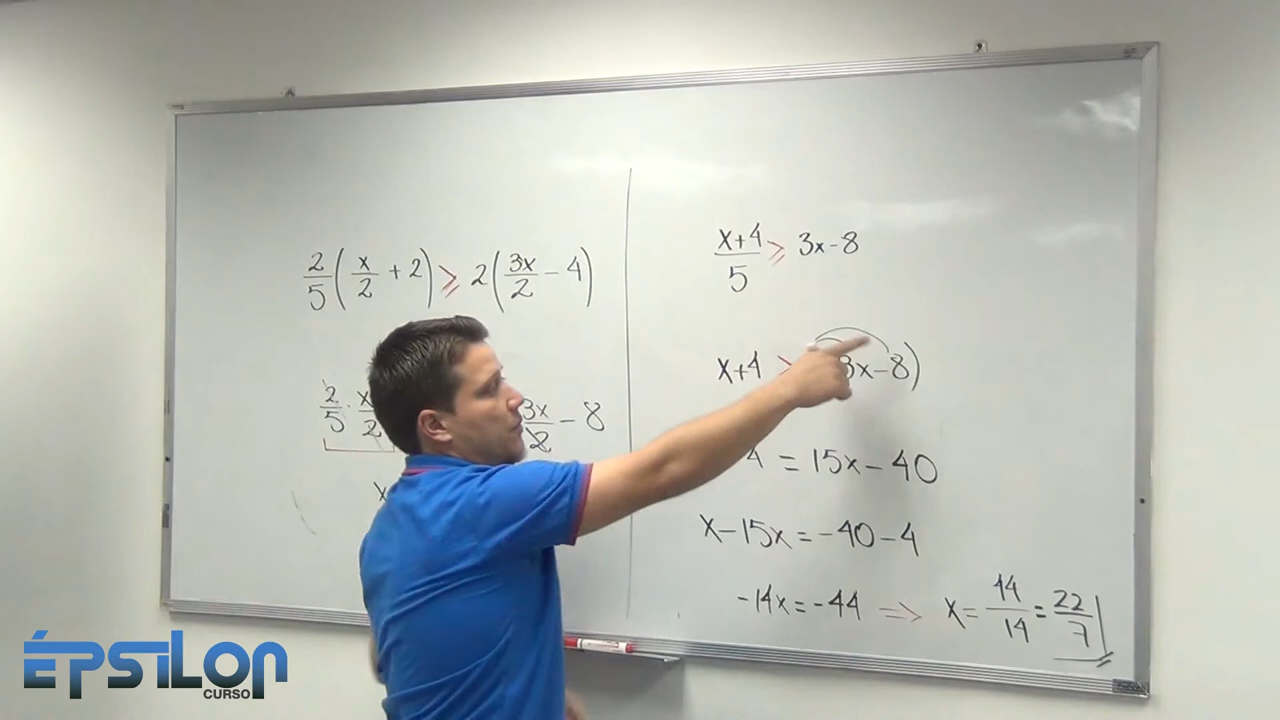 2/5 ( x/2 + 2 ) ≥ 2 ( 3x/2 - 4 )
2/5 · x/2
3x/2 - 8
x
x+4/5 ≥ 3x-8
x+4 > 3x-8)
4 = 15x-40
x-15x = -40-4
-14x = -44 => x = 44/14 = 22/7
ÉPSILON
CURSO